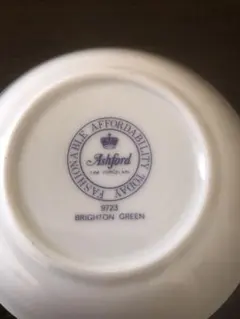 FASHIONABLE AFFORDABILITY TODAY
Ashford
FINE PORCELAIN
9723
BRIGHTON GREEN